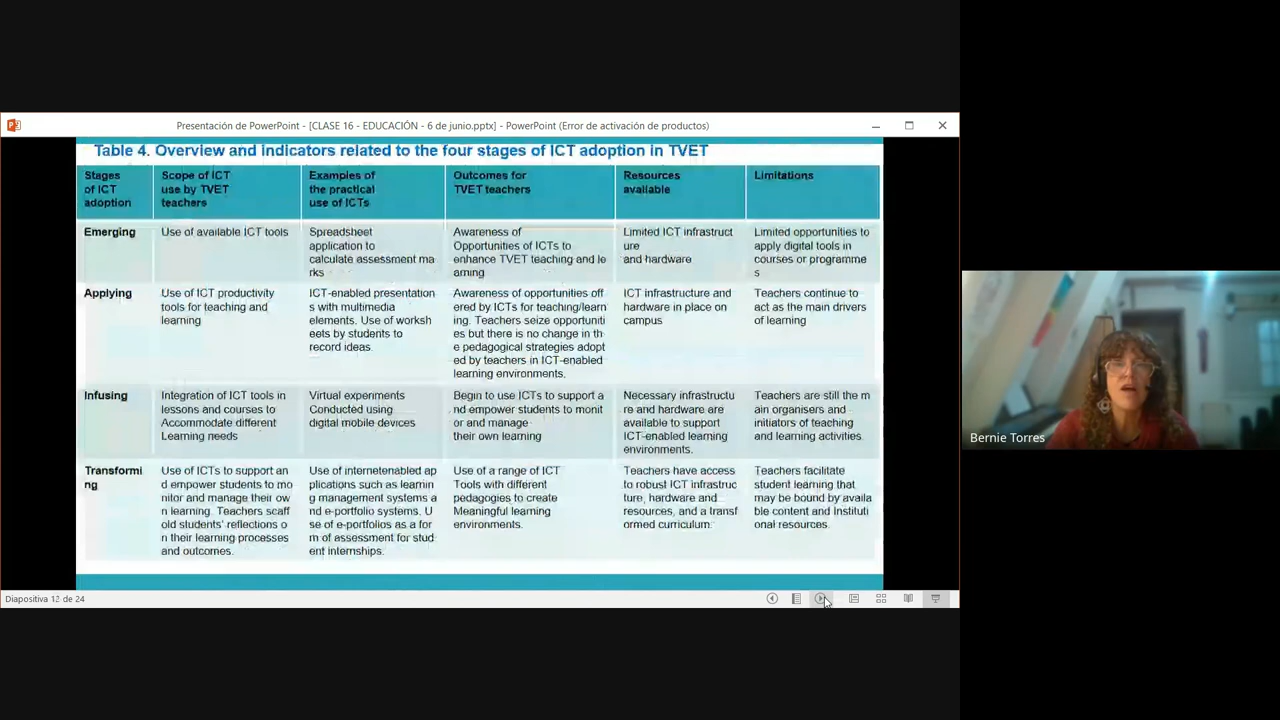 Presentación de PowerPoint - [CLASE 16 - EDUCACIÓN - 6 de junio.pptx] - PowerPoint (Error de activación de productos)
Table 4. Overview and indicators related to the four stages of ICT adoption in TVET
Stages
of ICT
adoption
Scope of ICT
use by TVET
teachers
Examples of
the practical
use of ICTs
Outcomes for
TVET teachers
Resources
available
Limitations
Emerging
Use of available ICT tools
Spreadsheet
application to
calculate assessment ma
rks
Awareness of
Opportunities of ICTs to
enhance TVET teaching and le
arning
Limited ICT infrastruct
ure
and hardware
Limited opportunities to
apply digital tools in
courses or programme
s
Applying
Use of ICT productivity
tools for teaching and
learning
ICT-enabled presentation
s with multimedia
elements. Use of worksh
eets by students to
record ideas.
Awareness of opportunities off
ered by ICTs for teaching/learn
ing. Teachers seize opportuniti
es but there is no change in th
e pedagogical strategies adopt
ed by teachers in ICT-enabled
learning environments.
ICT infrastructure and
hardware in place on
campus
Teachers continue to
act as the main drivers
of learning
Infusing
Integration of ICT tools in
lessons and courses to
Accommodate different
Learning needs
Virtual experiments
Conducted using
digital mobile devices
Begin to use ICTs to support a
nd empower students to monit
or and manage
their own learning
Necessary infrastructu
re and hardware are
available to support
ICT-enabled learning
environments.
Teachers are still the m
ain organisers and
initiators of teaching
and learning activities.
Transformi
ng
Use of ICTs to support an
d empower students to mo
nitor and manage their ow
n learning. Teachers scaff
old students' reflections o
n their learning processes
and outcomes.
Use of internetenabled ap
plications such as learnin
g management systems a
nd e-portfolio systems. U
se of e-portfolios as a for
m of assessment for stud
ent internships.
Use of a range of ICT
Tools with different
pedagogies to create
Meaningful learning
environments.
Teachers have access
to robust ICT infrastruc
ture, hardware and
resources, and a transf
ormed curriculum.
Teachers facilitate
student learning that
may be bound by availa
ble content and Instituti
onal resources.
Diapositiva 13 de 24
Bernie Torres